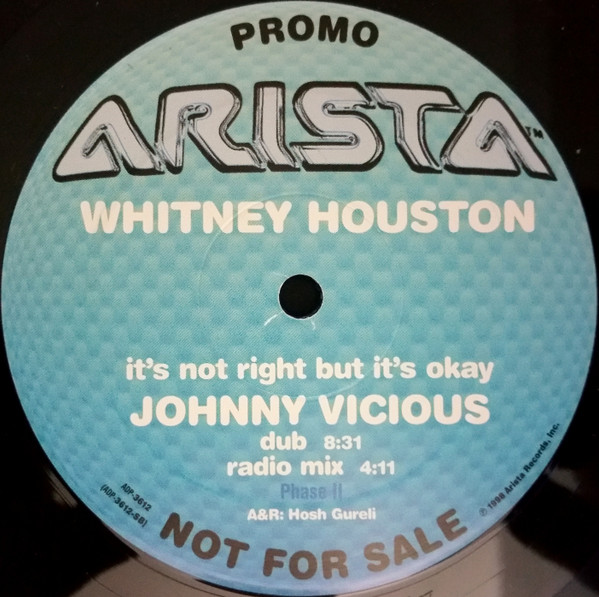 PROMO
ARISTA™
WHITNEY HOUSTON
it's not right but it's okay
JOHNNY VICIOUS
dub 8:31
radio mix 4:11
Phase II
A&R: Hosh Gureli
ADP-3612
(ADP-3612-SB)
℗ 1998 Arista Records, Inc.
NOT FOR SALE